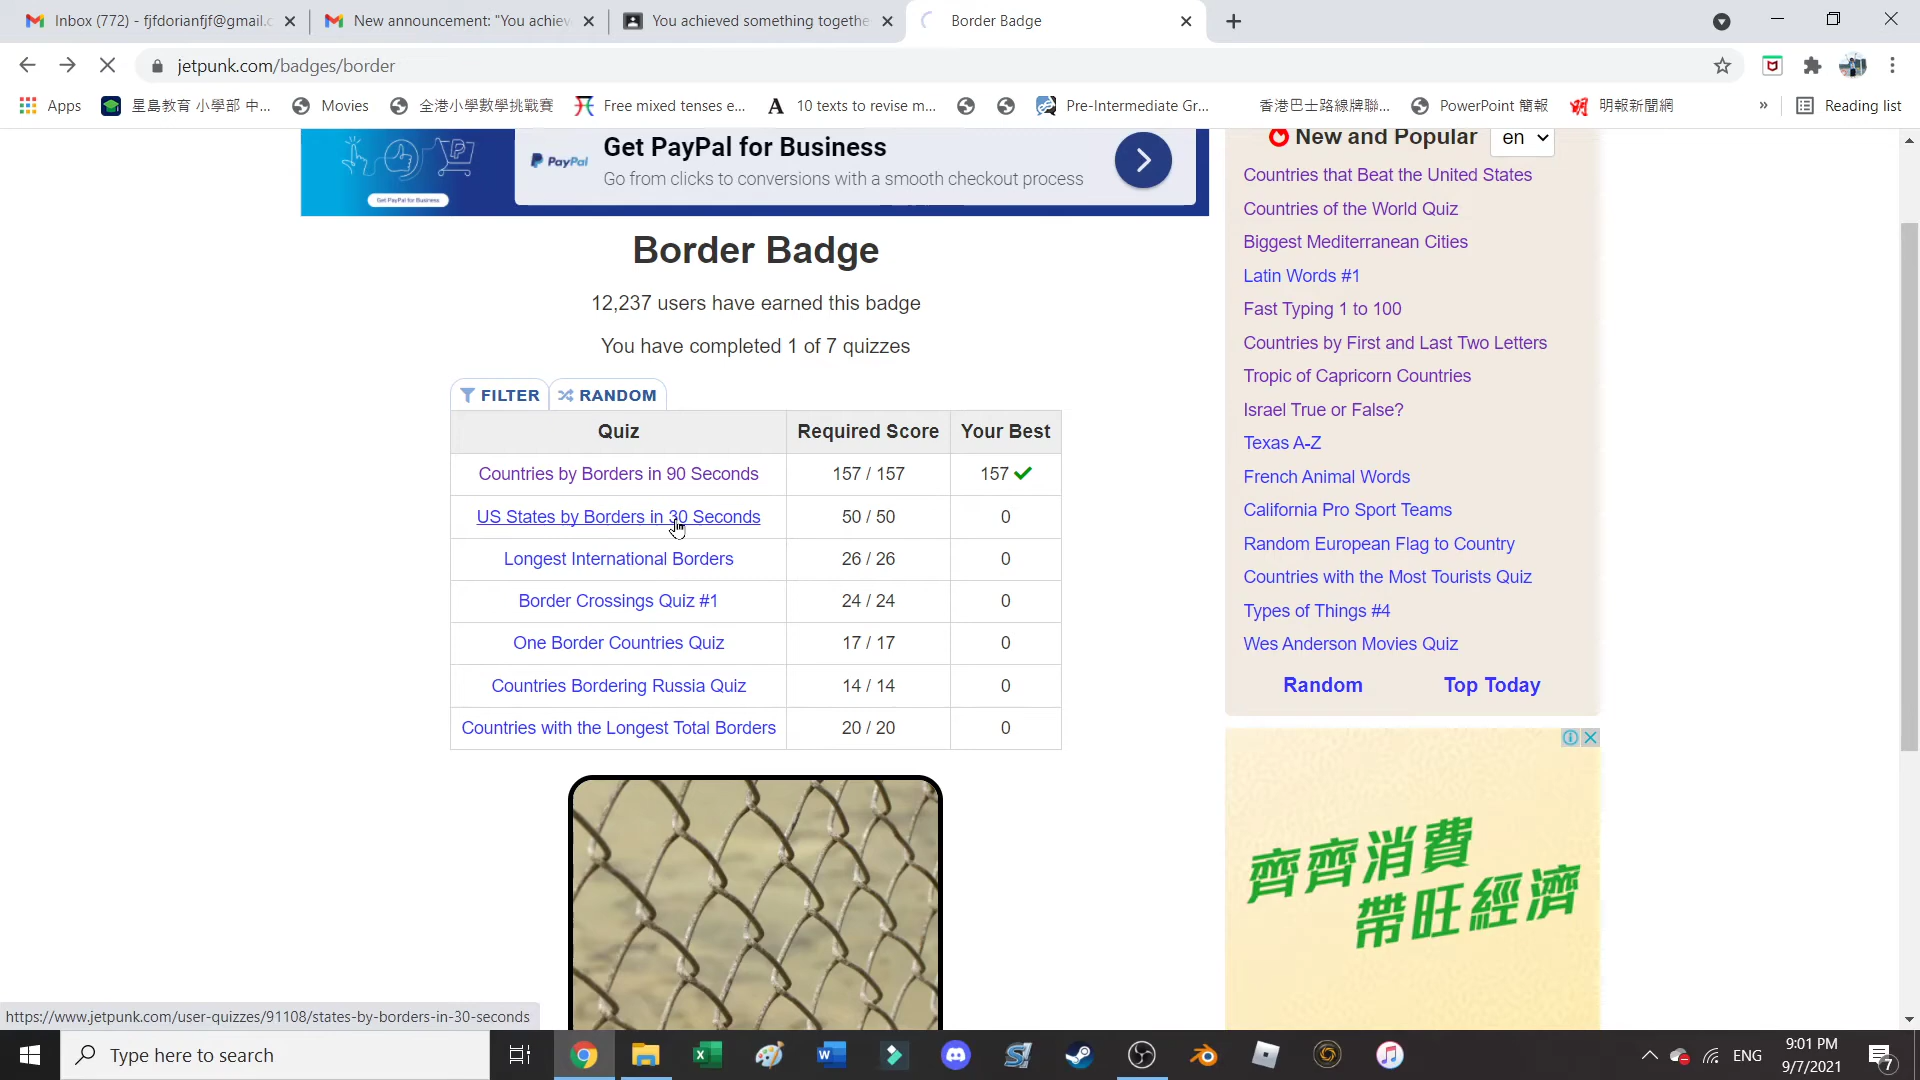 Inbox (772) - fjfdorianfjf@gmail.c
New announcement: "You achiev
You achieved something togethe
Border Badge
jetpunk.com/badges/border
Apps
星島教育 小學部 中...
Movies
全港小學數學挑戰賽
Free mixed tenses e...
10 texts to revise m...
Pre-Intermediate Gr...
香港巴士路線牌聯...
PowerPoint 簡報
明報新聞網
»
Reading list
PayPal
Get PayPal for Business
Get PayPal for Business
Go from clicks to conversions with a smooth checkout process
Border Badge
12,237 users have earned this badge
You have completed 1 of 7 quizzes
FILTER
RANDOM
Quiz Required Score Your Best
Countries by Borders in 90 Seconds 157 / 157 157
US States by Borders in 30 Seconds 50 / 50 0
Longest International Borders 26 / 26 0
Border Crossings Quiz #1 24 / 24 0
One Border Countries Quiz 17 / 17 0
Countries Bordering Russia Quiz 14 / 14 0
Countries with the Longest Total Borders 20 / 20 0
New and Popular
en
Countries that Beat the United States
Countries of the World Quiz
Biggest Mediterranean Cities
Latin Words #1
Fast Typing 1 to 100
Countries by First and Last Two Letters
Tropic of Capricorn Countries
Israel True or False?
Texas A-Z
French Animal Words
California Pro Sport Teams
Random European Flag to Country
Countries with the Most Tourists Quiz
Types of Things #4
Wes Anderson Movies Quiz
Random
Top Today
齊齊消費
帶旺經濟
https://www.jetpunk.com/user-quizzes/91108/states-by-borders-in-30-seconds
Type here to search
ENG
9:01 PM
9/7/2021
7